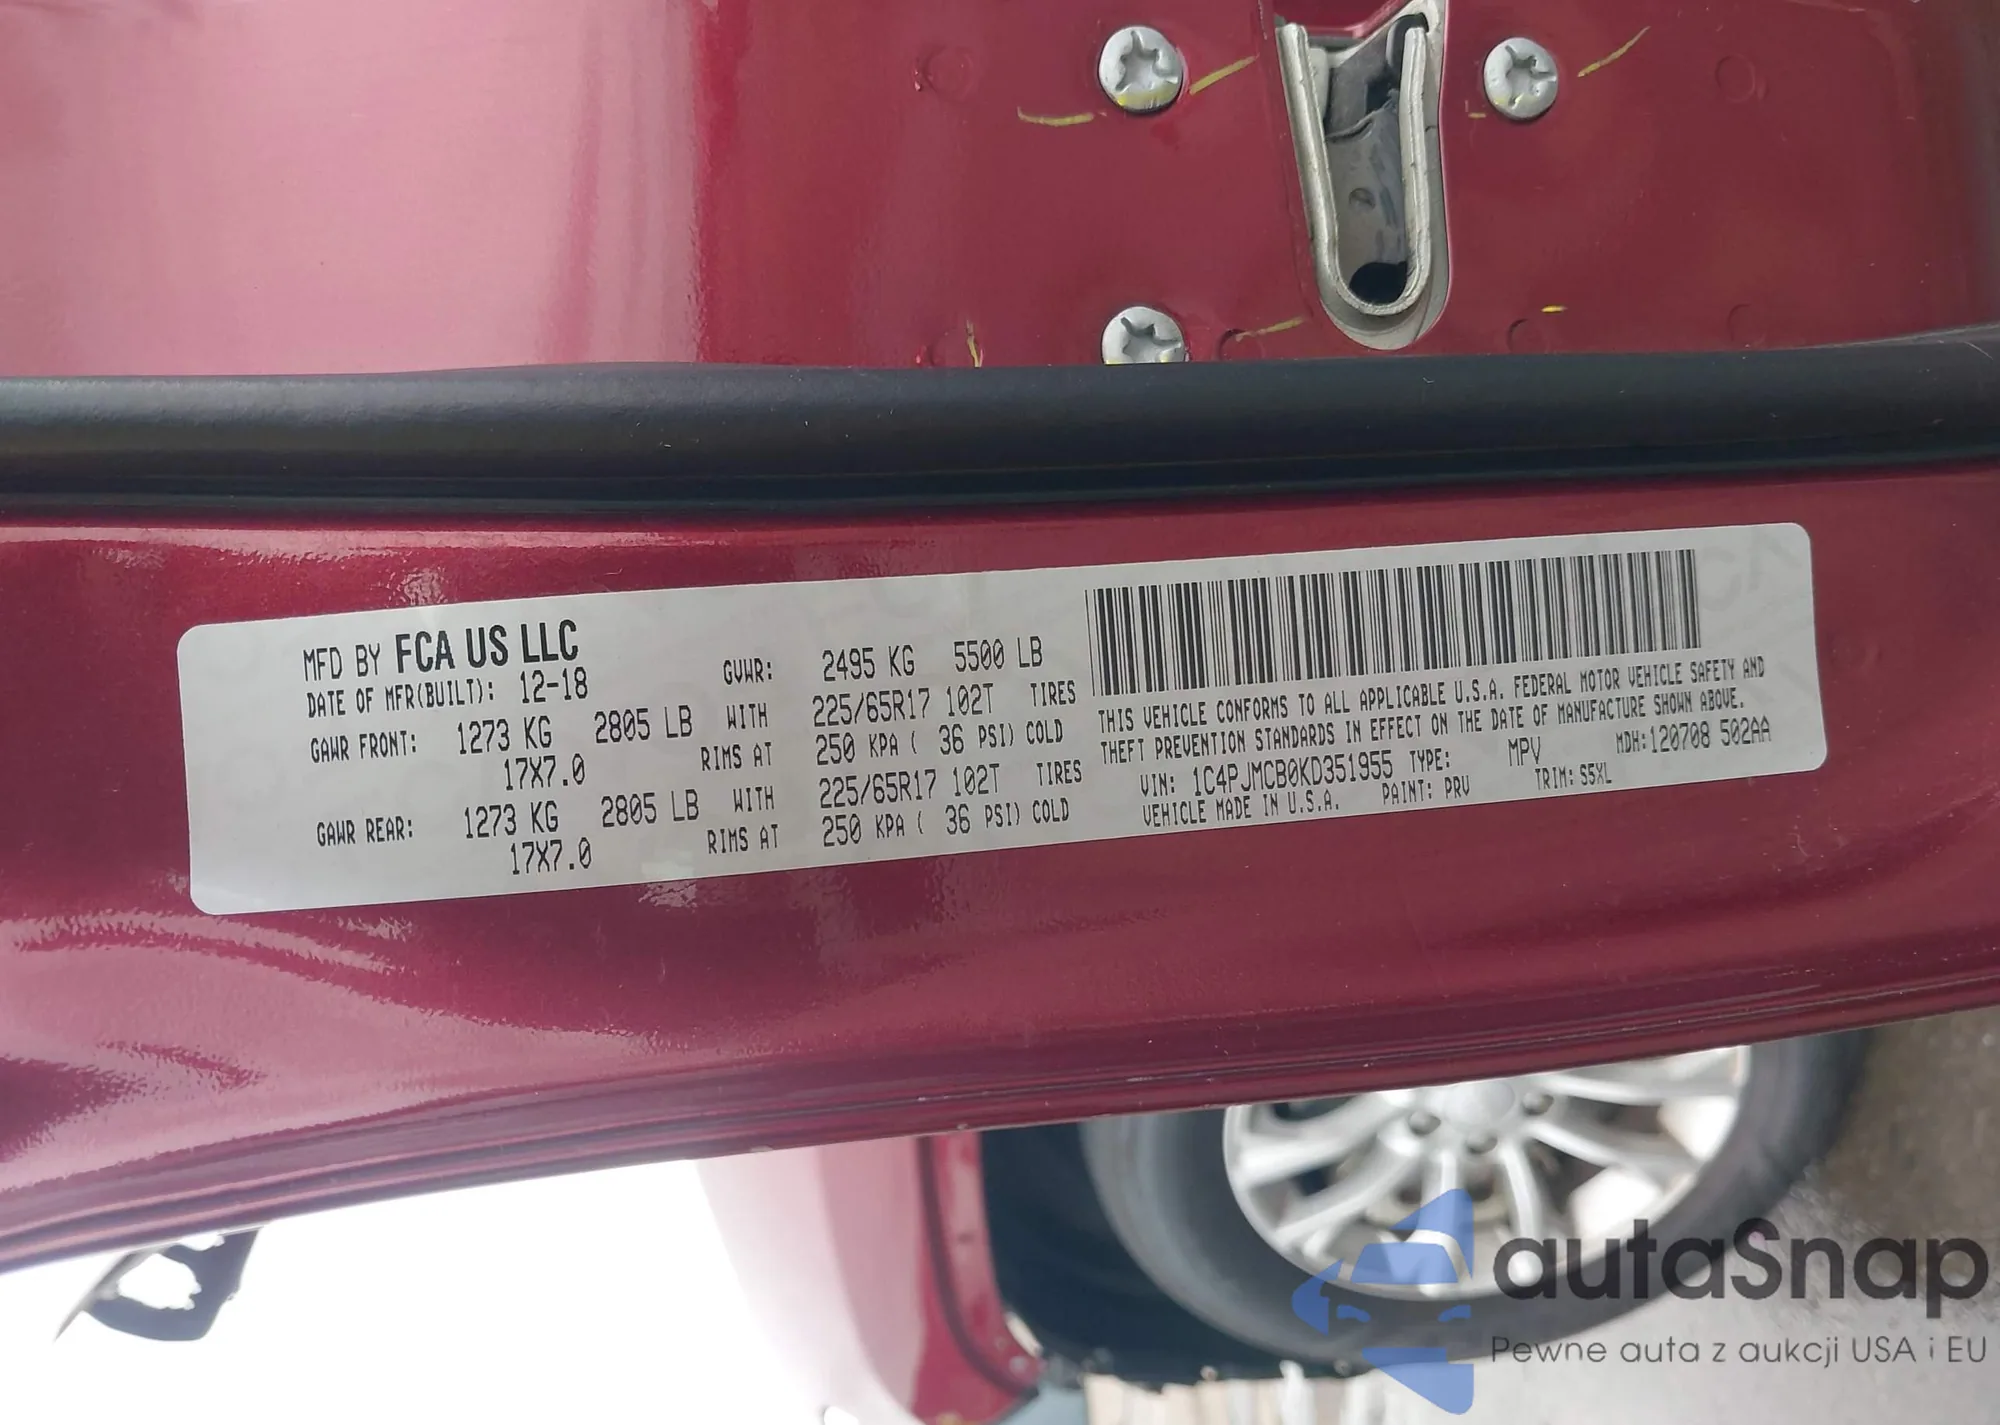 MFD BY FCA US LLC
DATE OF MFR(BUILT): 12-18
GVWR: 2495 KG 5500 LB
GAWR FRONT: 1273 KG 2805 LB WITH 225/65R17 102T TIRES
17X7.0 RIMS AT 250 KPA ( 36 PSI) COLD
GAWR REAR: 1273 KG 2805 LB WITH 225/65R17 102T TIRES
17X7.0 RIMS AT 250 KPA ( 36 PSI) COLD
THIS VEHICLE CONFORMS TO ALL APPLICABLE U.S.A. FEDERAL MOTOR VEHICLE SAFETY AND
THEFT PREVENTION STANDARDS IN EFFECT ON THE DATE OF MANUFACTURE SHOWN ABOVE.
VIN: 1C4PJMCB0KD351955 TYPE: MPV MDH:120708 502AA
VEHICLE MADE IN U.S.A. PAINT: PRV TRIM: S5XL
autaSnap
Pewne auta z aukcji USA i EU